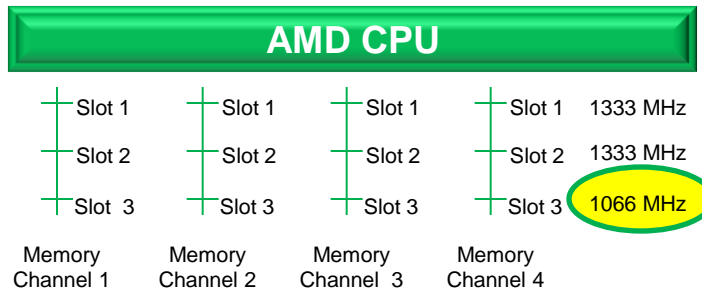 AMD CPU
Slot 1 Slot 1 Slot 1 Slot 1 1333 MHz
Slot 2 Slot 2 Slot 2 Slot 2 1333 MHz
Slot 3 Slot 3 Slot 3 Slot 3 1066 MHz
Memory Memory Memory Memory
Channel 1 Channel 2 Channel 3 Channel 4